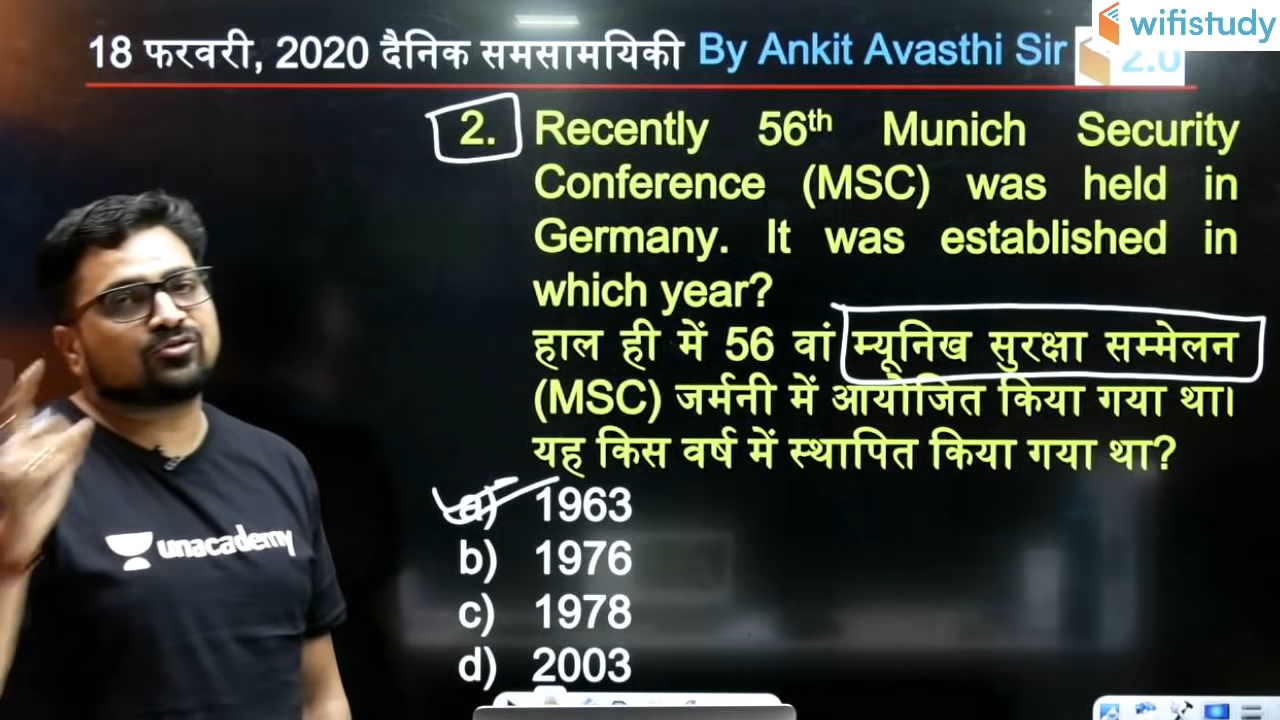 18 फरवरी, 2020 दैनिक समसामयिकी By Ankit Avasthi Sir
wifistudy
2.0
2. Recently 56th Munich Security
Conference (MSC) was held in
Germany. It was established in
which year?
हाल ही में 56 वां म्यूनिख सुरक्षा सम्मेलन
(MSC) जर्मनी में आयोजित किया गया था।
यह किस वर्ष में स्थापित किया गया था?
a) 1963
b) 1976
c) 1978
d) 2003
unacademy